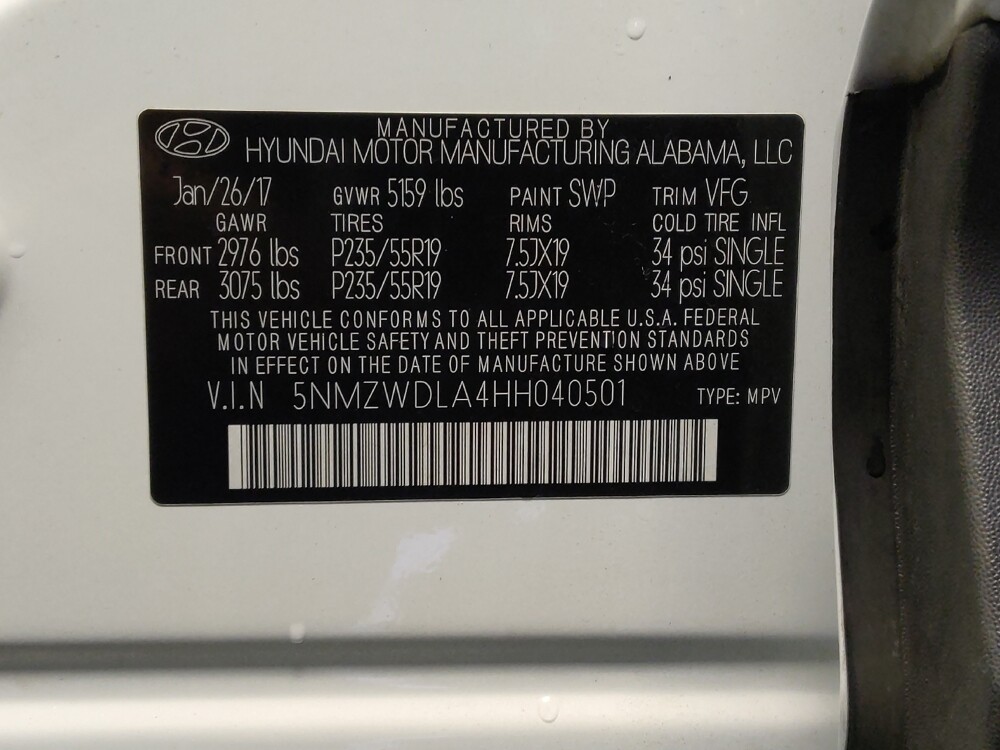 MANUFACTURED BY
HYUNDAI MOTOR MANUFACTURING ALABAMA, LLC
Jan/26/17 GVWR 5159 lbs PAINT SWP TRIM VFG
GAWR TIRES RIMS COLD TIRE INFL
FRONT 2976 lbs P235/55R19 7.5JX19 34 psi SINGLE
REAR 3075 lbs P235/55R19 7.5JX19 34 psi SINGLE
THIS VEHICLE CONFORMS TO ALL APPLICABLE U.S.A. FEDERAL
MOTOR VEHICLE SAFETY AND THEFT PREVENTION STANDARDS
IN EFFECT ON THE DATE OF MANUFACTURE SHOWN ABOVE
V.I.N 5NMZWDLA4HH040501 TYPE: MPV